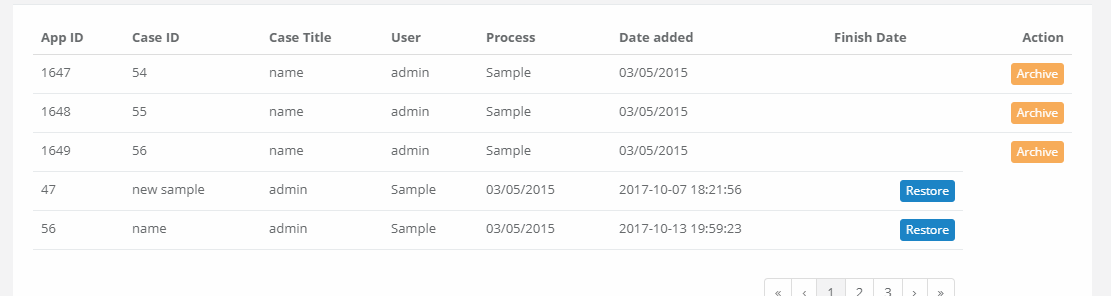 App ID Case ID Case Title User Process Date added Finish Date Action
1647 54 name admin Sample 03/05/2015 Archive
1648 55 name admin Sample 03/05/2015 Archive
1649 56 name admin Sample 03/05/2015 Archive
47 new sample admin Sample 03/05/2015 2017-10-07 18:21:56 Restore
56 name admin Sample 03/05/2015 2017-10-13 19:59:23 Restore
« ‹ 1 2 3 › »